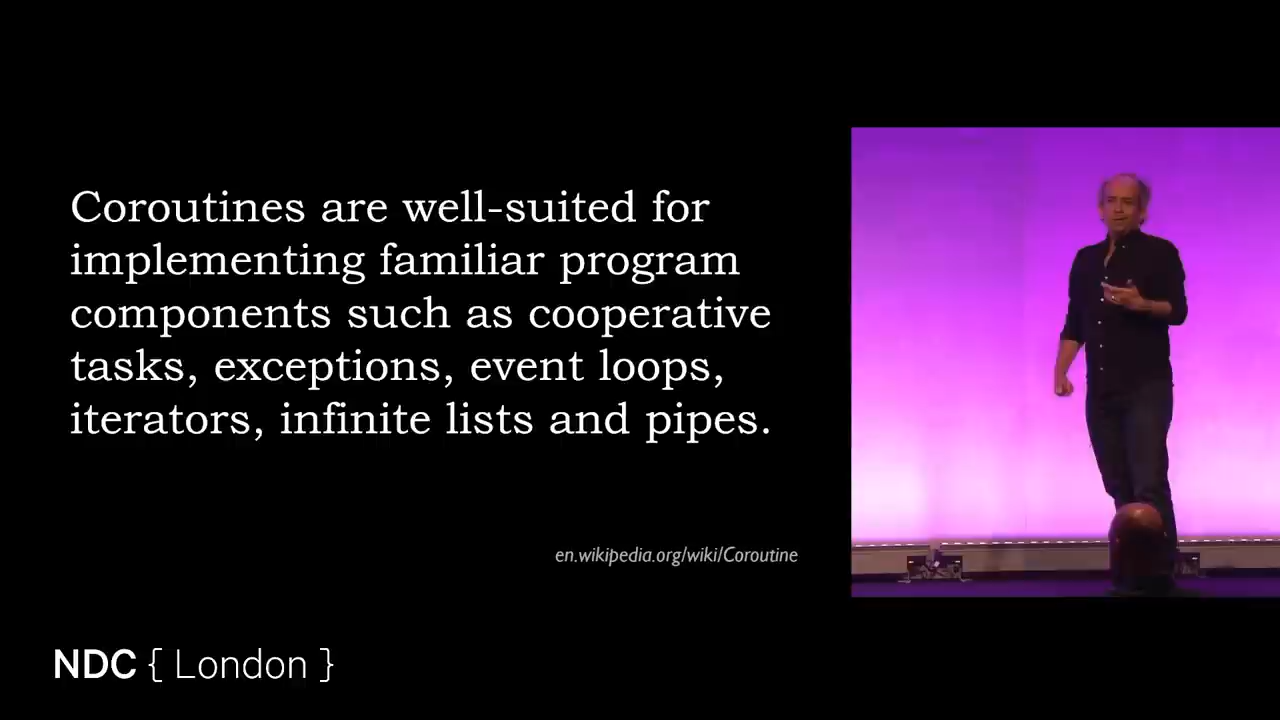 Coroutines are well-suited for
implementing familiar program
components such as cooperative
tasks, exceptions, event loops,
iterators, infinite lists and pipes.
en.wikipedia.org/wiki/Coroutine
NDC { London }